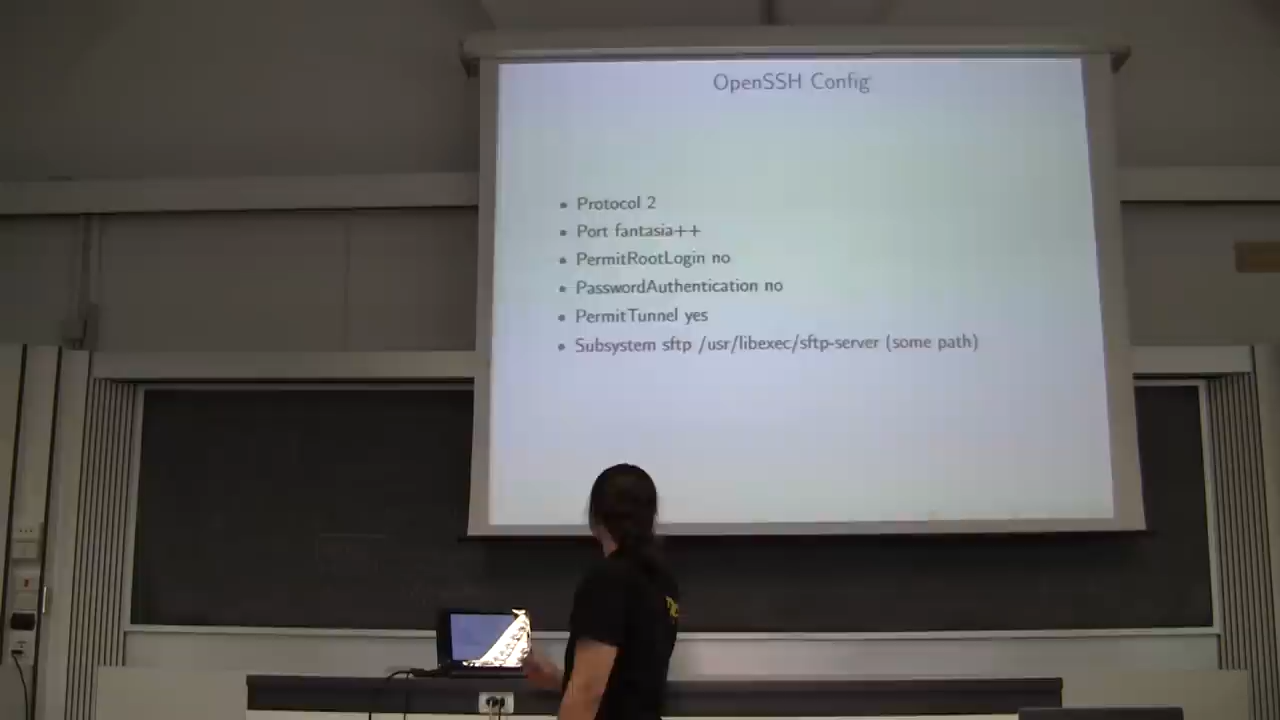 OpenSSH Config
Protocol 2
Port fantasia++
PermitRootLogin no
PasswordAuthentication no
PermitTunnel yes
Subsystem sftp /usr/libexec/sftp-server (some path)